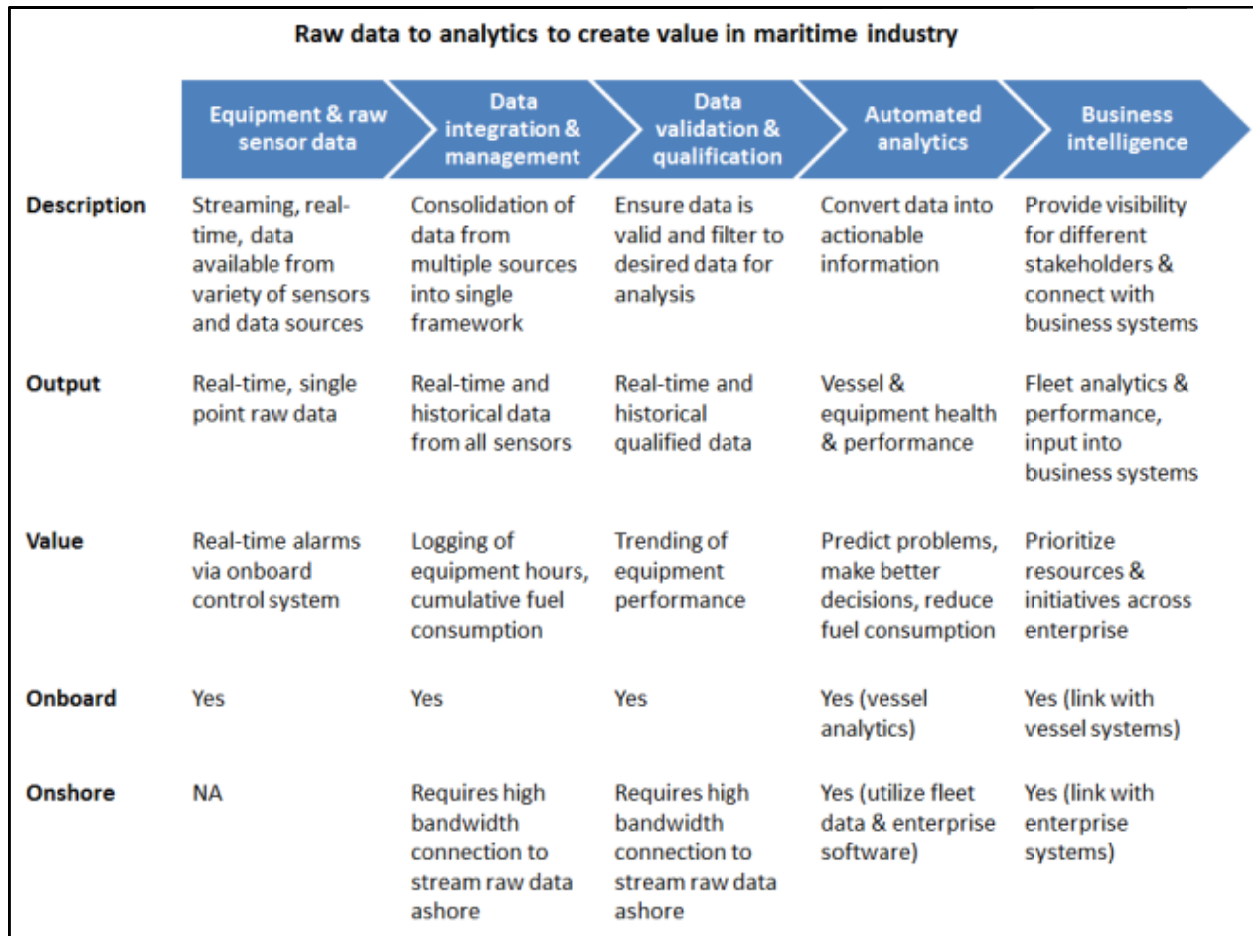 Raw data to analytics to create value in maritime industry
Equipment & raw
sensor data
Data
integration &
management
Data
validation &
qualification
Automated
analytics
Business
intelligence
Description
Streaming, real-
time, data
available from
variety of sensors
and data sources
Consolidation of
data from
multiple sources
into single
framework
Ensure data is
valid and filter to
desired data for
analysis
Convert data into
actionable
information
Provide visibility
for different
stakeholders &
connect with
business systems
Output
Real-time, single
point raw data
Real-time and
historical data
from all sensors
Real-time and
historical
qualified data
Vessel &
equipment health
& performance
Fleet analytics &
performance,
input into
business systems
Value
Real-time alarms
via onboard
control system
Logging of
equipment hours,
cumulative fuel
consumption
Trending of
equipment
performance
Predict problems,
make better
decisions, reduce
fuel consumption
Prioritize
resources &
initiatives across
enterprise
Onboard
Yes
Yes
Yes
Yes (vessel
analytics)
Yes (link with
vessel systems)
Onshore
NA
Requires high
bandwidth
connection to
stream raw data
ashore
Requires high
bandwidth
connection to
stream raw data
ashore
Yes (utilize fleet
data & enterprise
software)
Yes (link with
enterprise
systems)